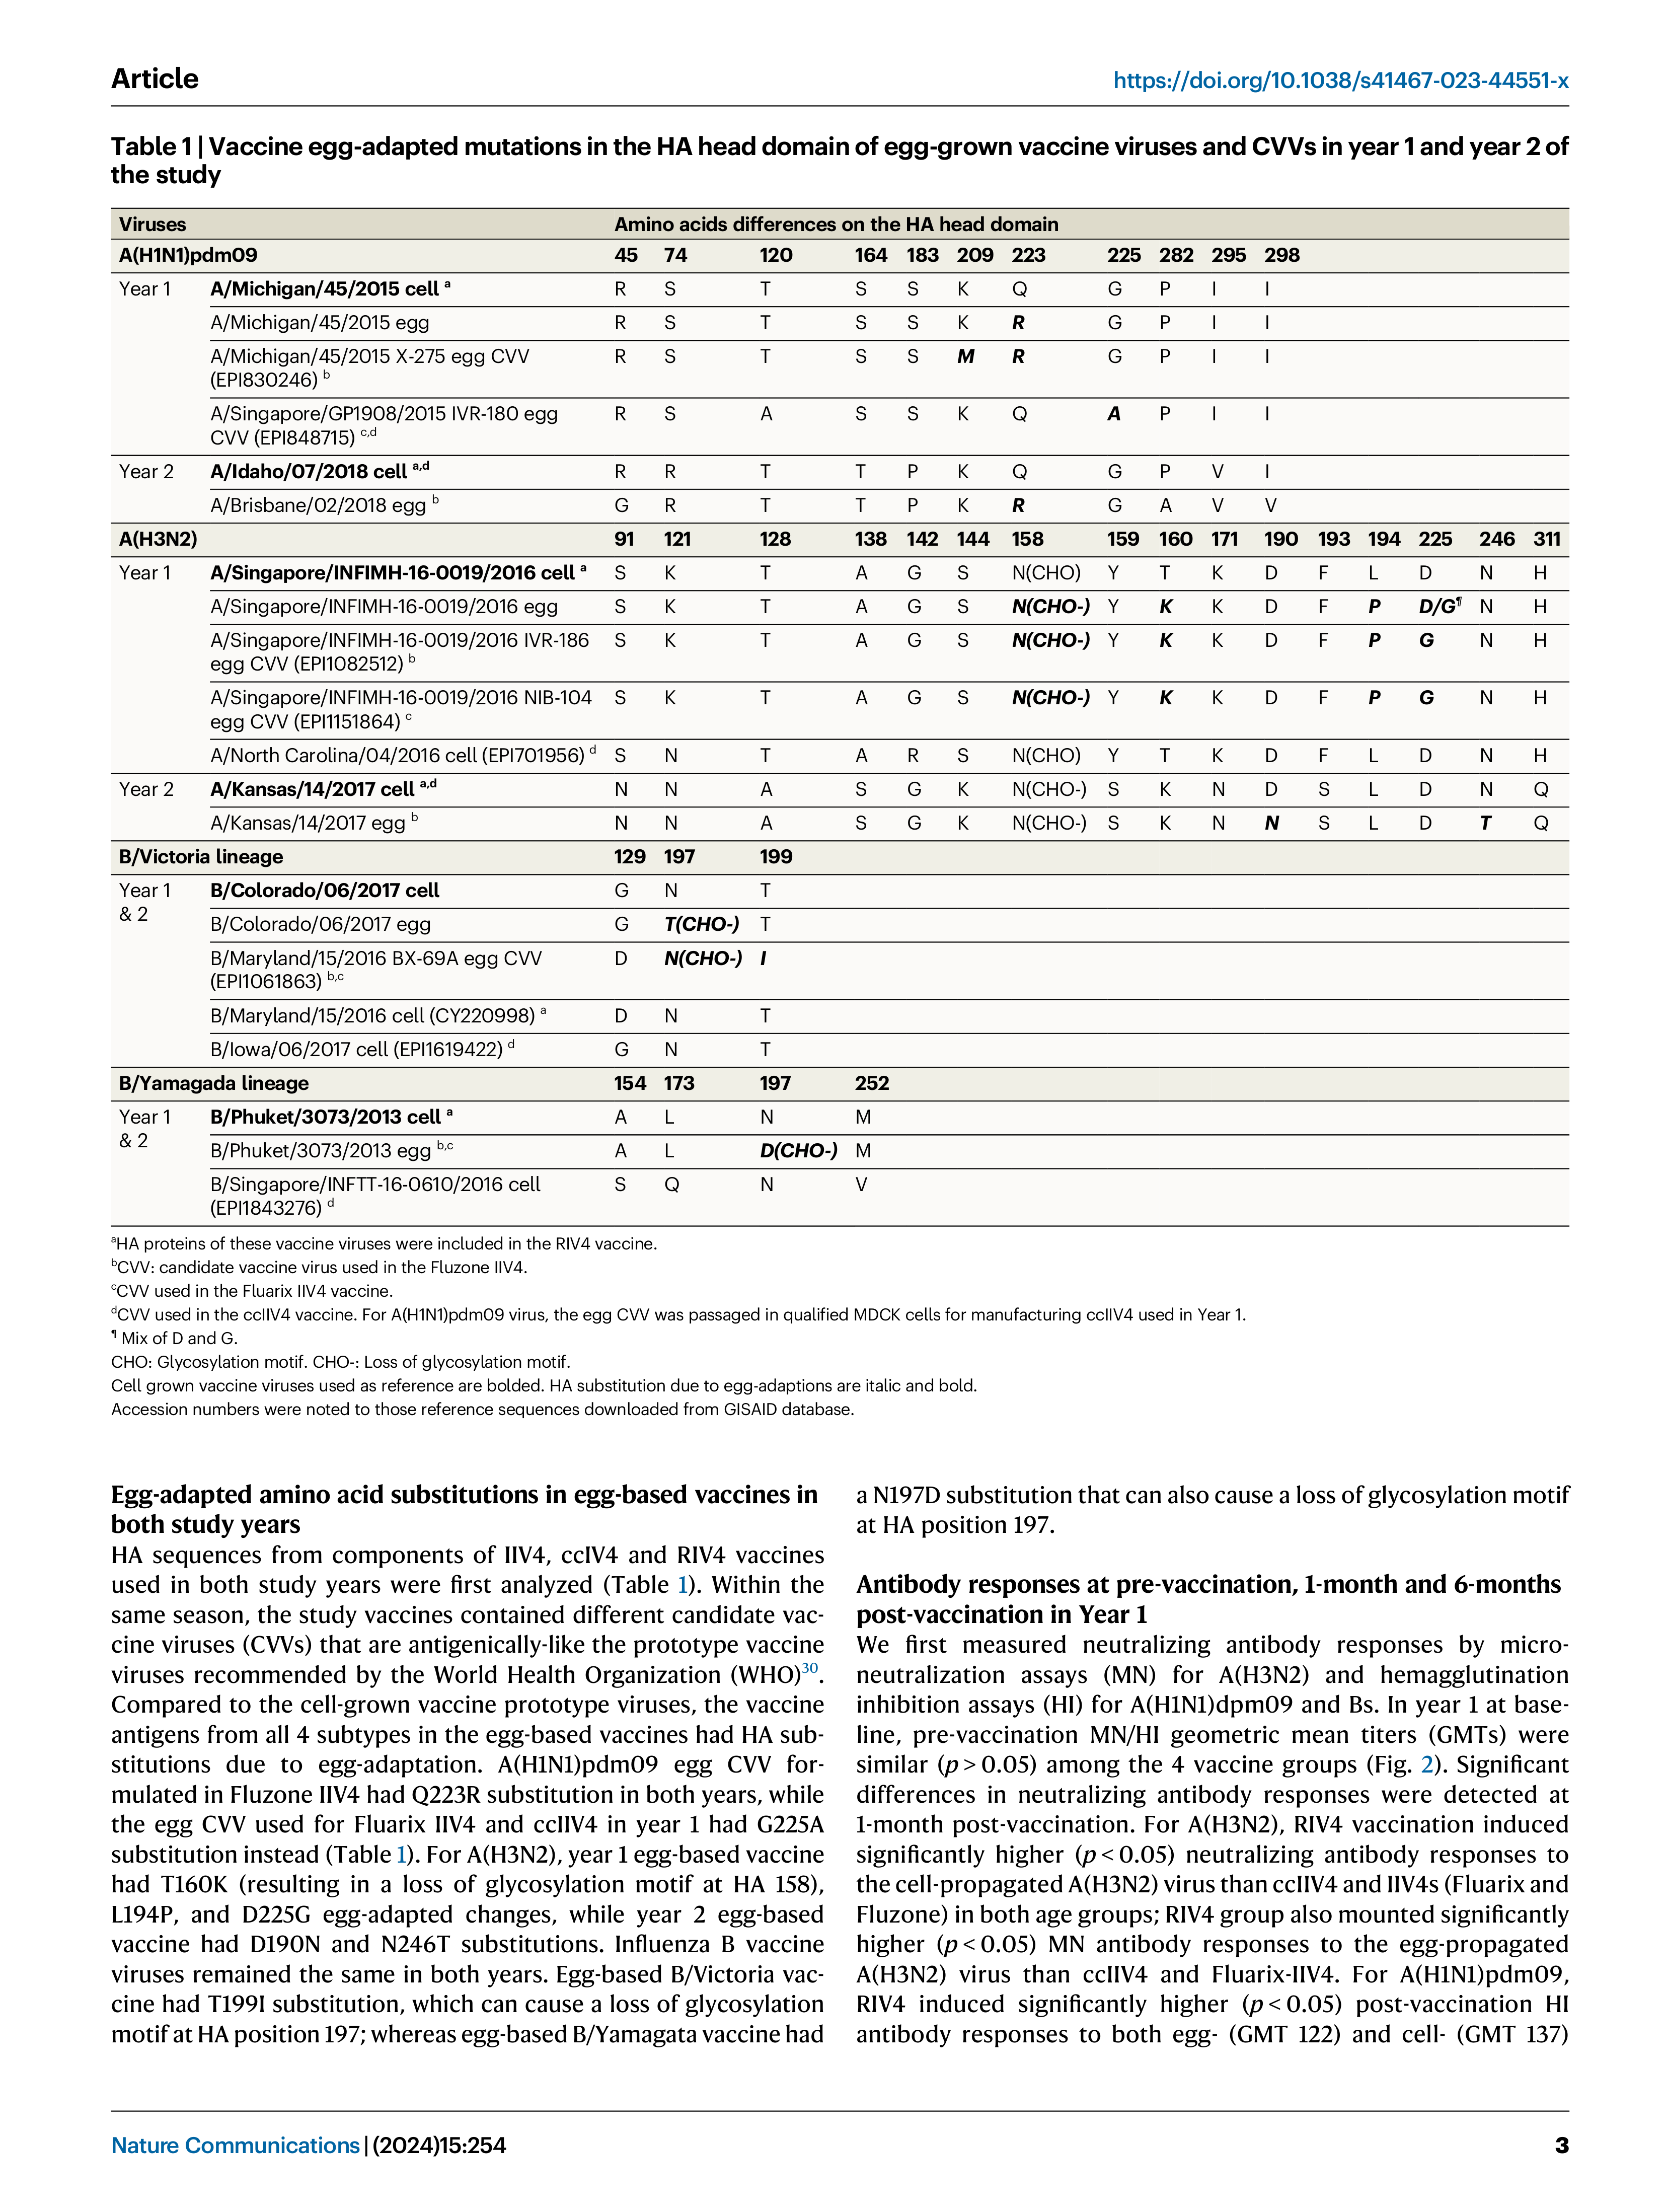 Article
https://doi.org/10.1038/s41467-023-44551-x
Table 1 | Vaccine egg-adapted mutations in the HA head domain of egg-grown vaccine viruses and CVVs in year 1 and year 2 of
the study
Viruses Amino acids differences on the HA head domain
A(H1N1)pdm09 45 74 120 164 183 209 223 225 282 295 298
Year 1 A/Michigan/45/2015 cell a R S T S S K Q G P I I
A/Michigan/45/2015 egg R S T S S K R G P I I
A/Michigan/45/2015 X-275 egg CVV R S T S S M R G P I I
(EPI830246) b
A/Singapore/GP1908/2015 IVR-180 egg R S A S S K Q A P I I
CVV (EPI848715) c,d
Year 2 A/Idaho/07/2018 cell a,d R R T T P K Q G P V I
A/Brisbane/02/2018 egg b G R T T P K R G A V V
A(H3N2) 91 121 128 138 142 144 158 159 160 171 190 193 194 225 246 311
Year 1 A/Singapore/INFIMH-16-0019/2016 cell a S K T A G S N(CHO) Y T K D F L D N H
A/Singapore/INFIMH-16-0019/2016 egg S K T A G S N(CHO-) Y K K D F P D/G¶ N H
A/Singapore/INFIMH-16-0019/2016 IVR-186 S K T A G S N(CHO-) Y K K D F P G N H
egg CVV (EPI1082512) b
A/Singapore/INFIMH-16-0019/2016 NIB-104 S K T A G S N(CHO-) Y K K D F P G N H
egg CVV (EPI1151864) c
A/North Carolina/04/2016 cell (EPI701956) d S N T A R S N(CHO) Y T K D F L D N H
Year 2 A/Kansas/14/2017 cell a,d N N A S G K N(CHO-) S K N D S L D N Q
A/Kansas/14/2017 egg b N N A S G K N(CHO-) S K N N S L D T Q
B/Victoria lineage 129 197 199
Year 1 B/Colorado/06/2017 cell G N T
& 2
B/Colorado/06/2017 egg G T(CHO-) T
B/Maryland/15/2016 BX-69A egg CVV D N(CHO-) I
(EPI1061863) b,c
B/Maryland/15/2016 cell (CY220998) a D N T
B/Iowa/06/2017 cell (EPI1619422) d G N T
B/Yamagada lineage 154 173 197 252
Year 1 B/Phuket/3073/2013 cell a A L N M
& 2
B/Phuket/3073/2013 egg b,c A L D(CHO-) M
B/Singapore/INFTT-16-0610/2016 cell S Q N V
(EPI1843276) d
aHA proteins of these vaccine viruses were included in the RIV4 vaccine.
bCVV: candidate vaccine virus used in the Fluzone IIV4.
cCVV used in the Fluarix IIV4 vaccine.
dCVV used in the ccIIV4 vaccine. For A(H1N1)pdm09 virus, the egg CVV was passaged in qualified MDCK cells for manufacturing ccIIV4 used in Year 1.
¶ Mix of D and G.
CHO: Glycosylation motif. CHO-: Loss of glycosylation motif.
Cell grown vaccine viruses used as reference are bolded. HA substitution due to egg-adaptions are italic and bold.
Accession numbers were noted to those reference sequences downloaded from GISAID database.
Egg-adapted amino acid substitutions in egg-based vaccines in
both study years
HA sequences from components of IIV4, ccIV4 and RIV4 vaccines
used in both study years were first analyzed (Table 1). Within the
same season, the study vaccines contained different candidate vac-
cine viruses (CVVs) that are antigenically-like the prototype vaccine
viruses recommended by the World Health Organization (WHO)30.
Compared to the cell-grown vaccine prototype viruses, the vaccine
antigens from all 4 subtypes in the egg-based vaccines had HA sub-
stitutions due to egg-adaptation. A(H1N1)pdm09 egg CVV for-
mulated in Fluzone IIV4 had Q223R substitution in both years, while
the egg CVV used for Fluarix IIV4 and ccIIV4 in year 1 had G225A
substitution instead (Table 1). For A(H3N2), year 1 egg-based vaccine
had T160K (resulting in a loss of glycosylation motif at HA 158),
L194P, and D225G egg-adapted changes, while year 2 egg-based
vaccine had D190N and N246T substitutions. Influenza B vaccine
viruses remained the same in both years. Egg-based B/Victoria vac-
cine had T199I substitution, which can cause a loss of glycosylation
motif at HA position 197; whereas egg-based B/Yamagata vaccine had
a N197D substitution that can also cause a loss of glycosylation motif
at HA position 197.
Antibody responses at pre-vaccination, 1-month and 6-months
post-vaccination in Year 1
We first measured neutralizing antibody responses by micro-
neutralization assays (MN) for A(H3N2) and hemagglutination
inhibition assays (HI) for A(H1N1)dpm09 and Bs. In year 1 at base-
line, pre-vaccination MN/HI geometric mean titers (GMTs) were
similar (p > 0.05) among the 4 vaccine groups (Fig. 2). Significant
differences in neutralizing antibody responses were detected at
1-month post-vaccination. For A(H3N2), RIV4 vaccination induced
significantly higher (p < 0.05) neutralizing antibody responses to
the cell-propagated A(H3N2) virus than ccIIV4 and IIV4s (Fluarix and
Fluzone) in both age groups; RIV4 group also mounted significantly
higher (p < 0.05) MN antibody responses to the egg-propagated
A(H3N2) virus than ccIIV4 and Fluarix-IIV4. For A(H1N1)pdm09,
RIV4 induced significantly higher (p < 0.05) post-vaccination HI
antibody responses to both egg- (GMT 122) and cell- (GMT 137)
Nature Communications | (2024)15:254
3